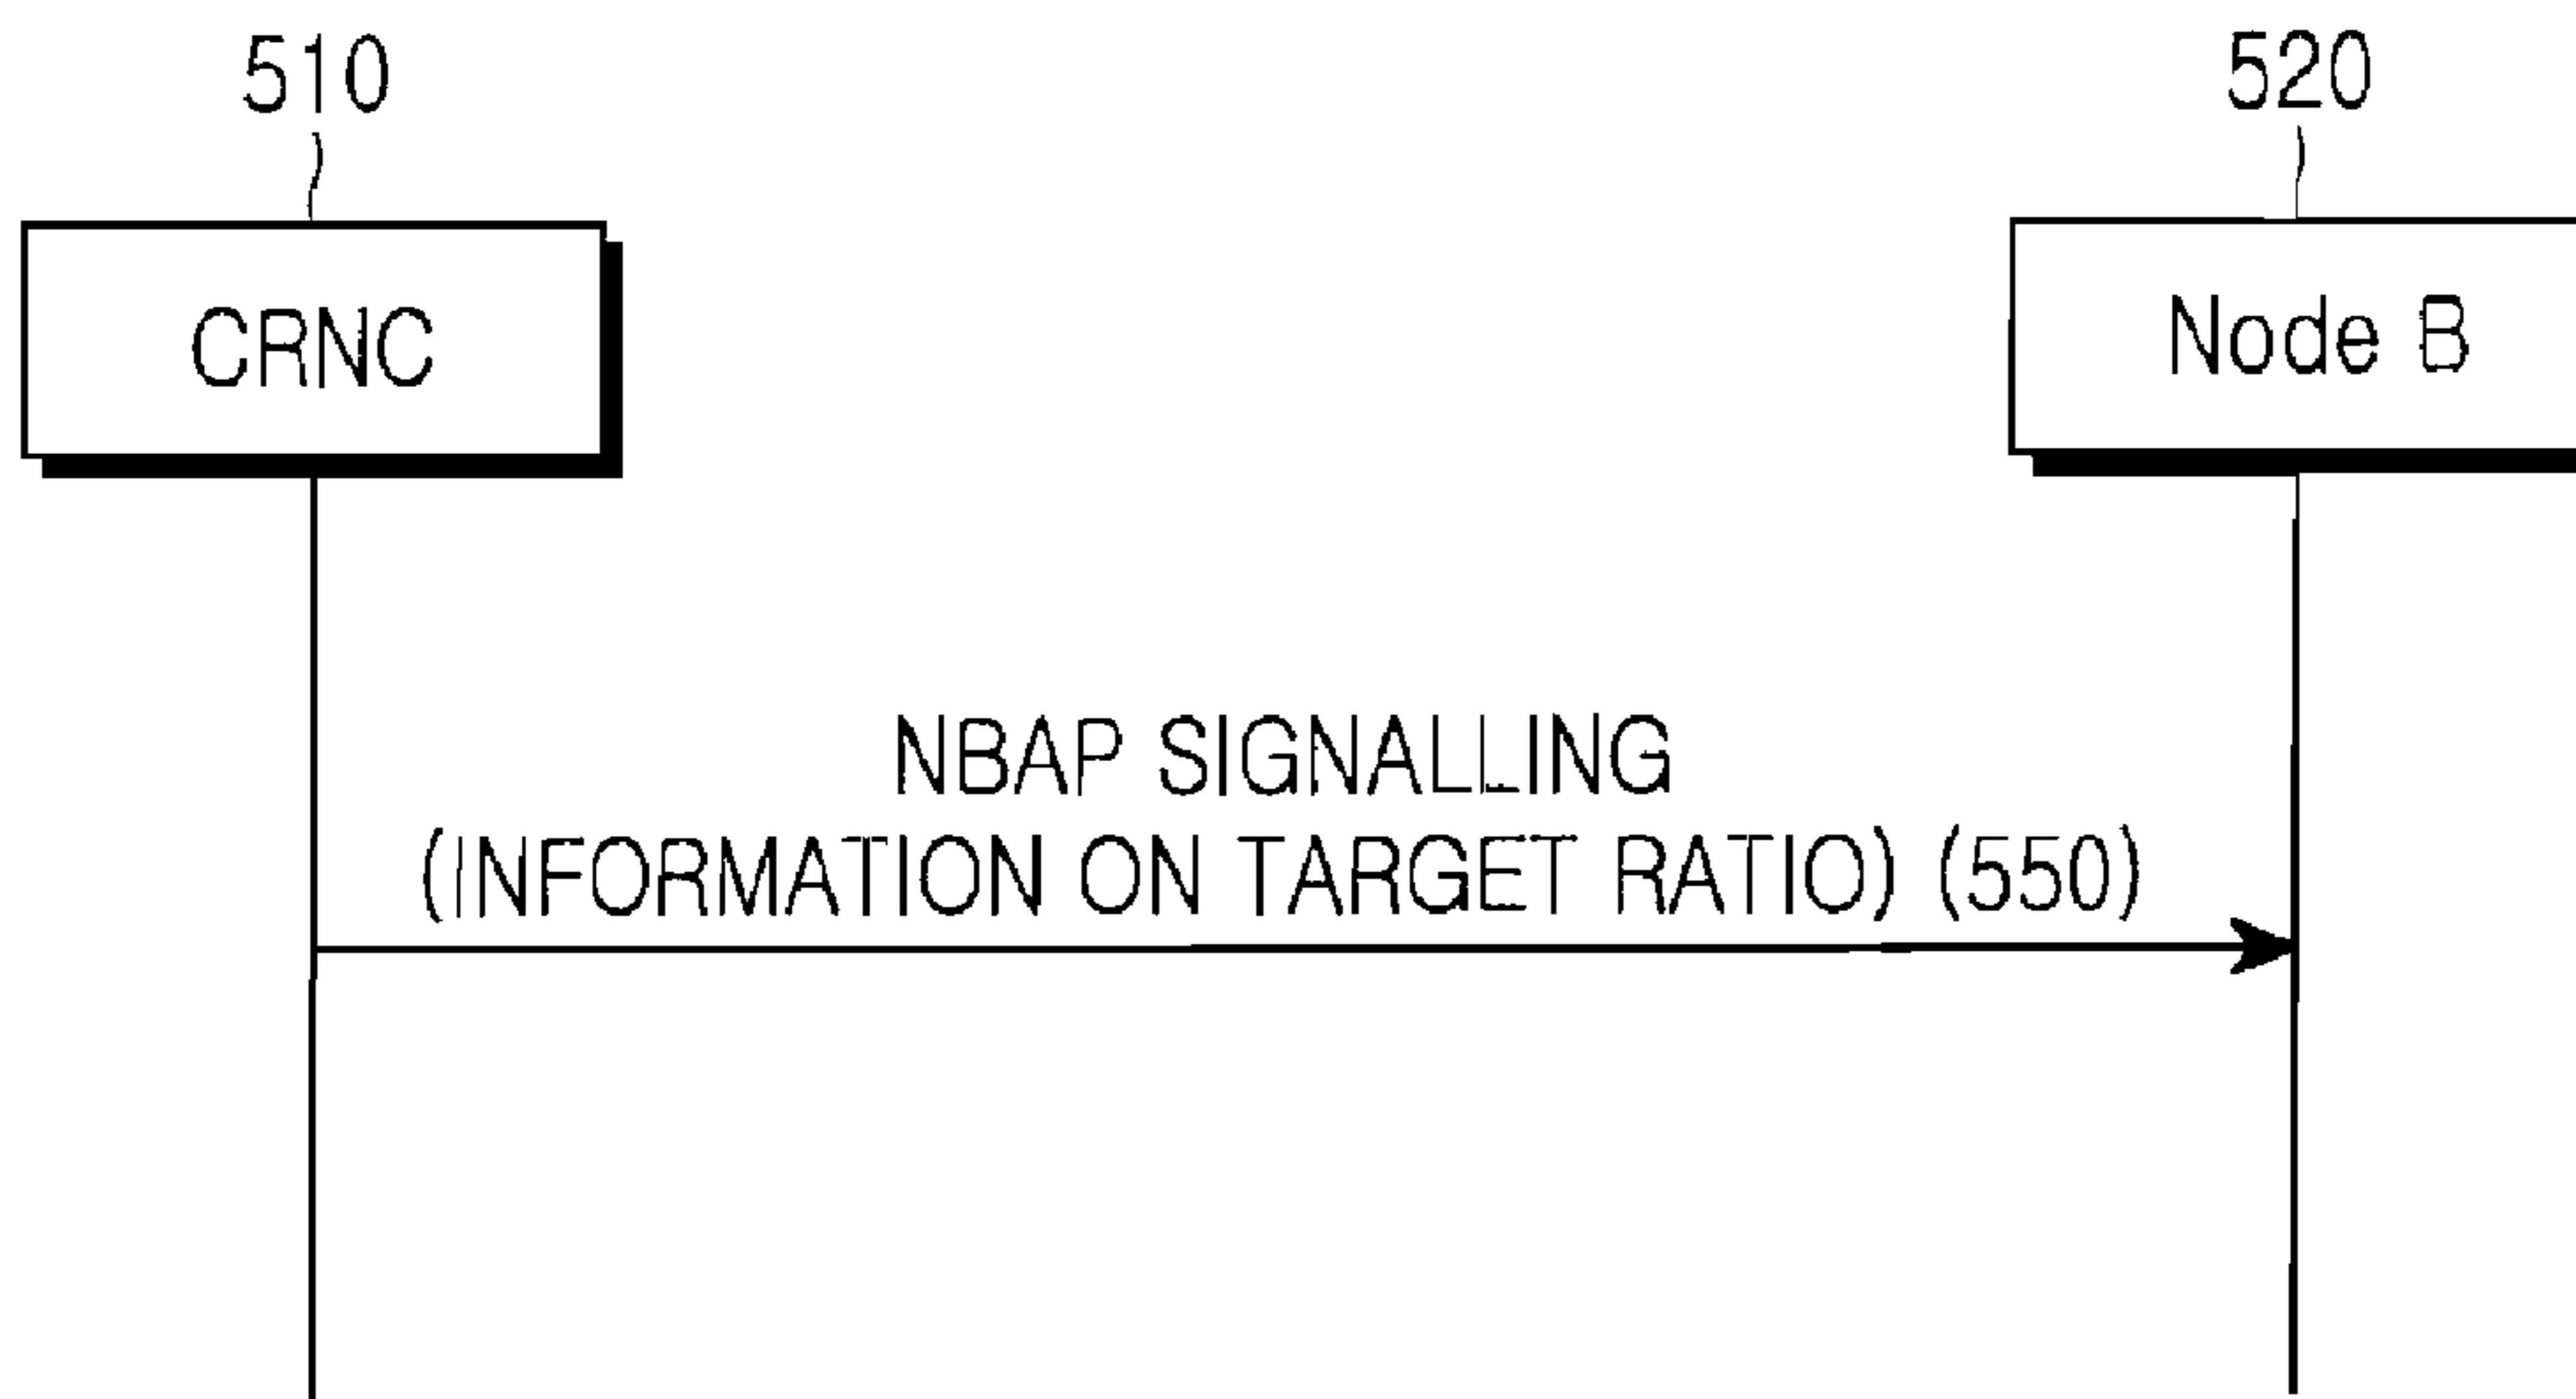 510
520
CRNC
Node B
NBAP SIGNALLING
(INFORMATION ON TARGET RATIO) (550)